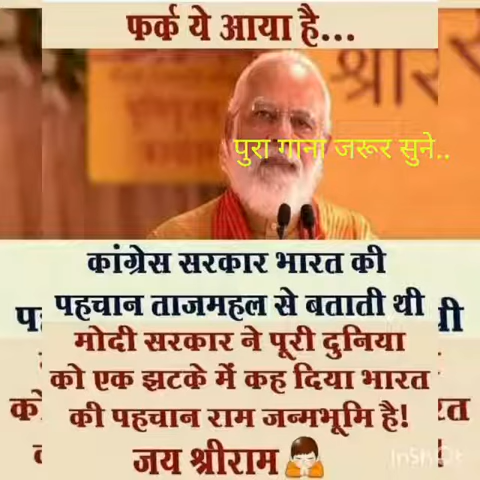 फर्क ये आया है...
श्रीर
पुरा गाना जरूर सुने..
कांग्रेस सरकार भारत की
पहचान ताजमहल से बताती थी
मोदी सरकार ने पूरी दुनिया
को एक झटके में कह दिया भारत
की पहचान राम जन्मभूमि है!
जय श्रीराम🙏
InShOt